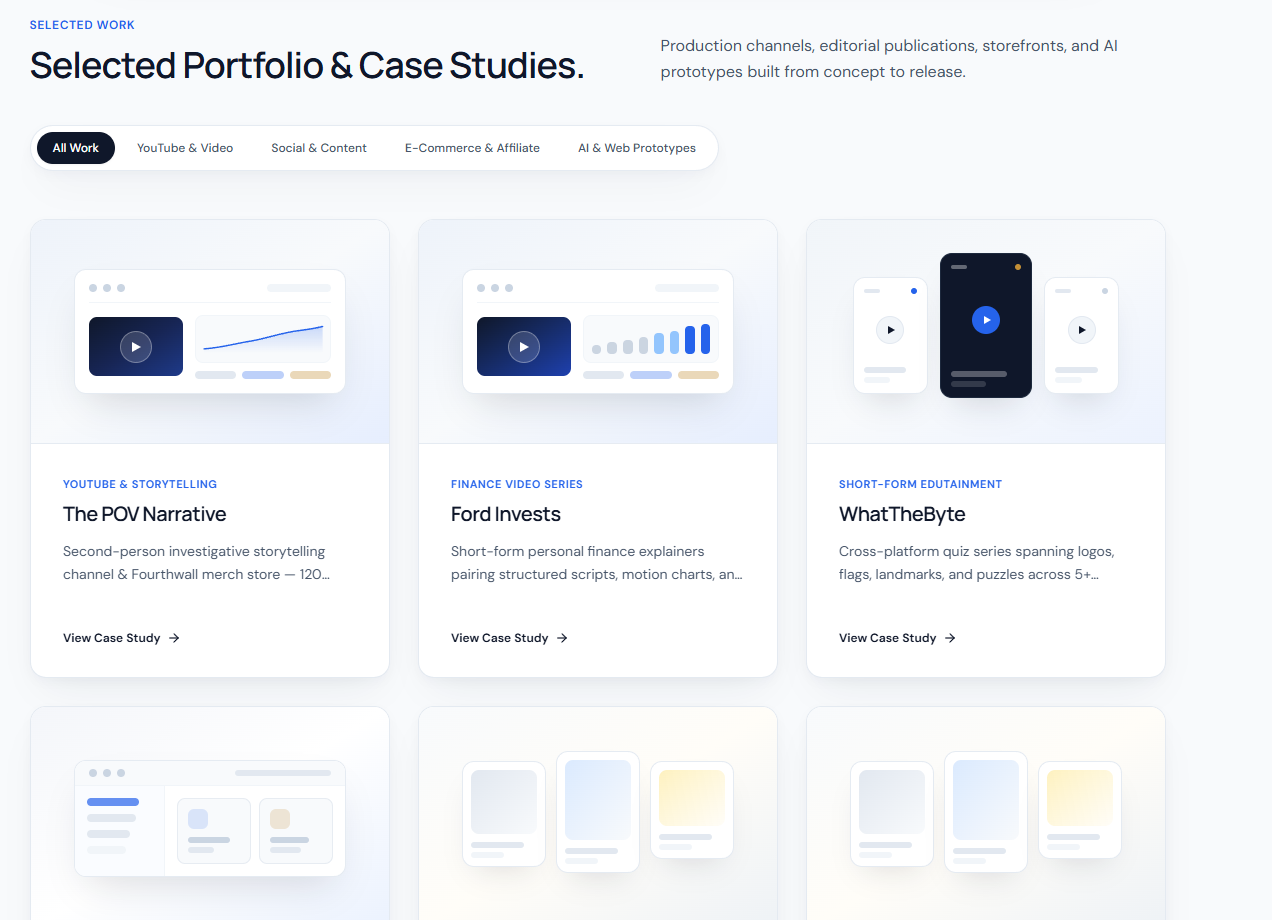 SELECTED WORK
Selected Portfolio & Case Studies.
Production channels, editorial publications, storefronts, and AI
prototypes built from concept to release.
All Work
YouTube & Video
Social & Content
E-Commerce & Affiliate
AI & Web Prototypes
YOUTUBE & STORYTELLING
The POV Narrative
Second-person investigative storytelling
channel & Fourthwall merch store — 120…
View Case Study →
FINANCE VIDEO SERIES
Ford Invests
Short-form personal finance explainers
pairing structured scripts, motion charts, an…
View Case Study →
SHORT-FORM EDUTAINMENT
WhatTheByte
Cross-platform quiz series spanning logos,
flags, landmarks, and puzzles across 5+…
View Case Study →